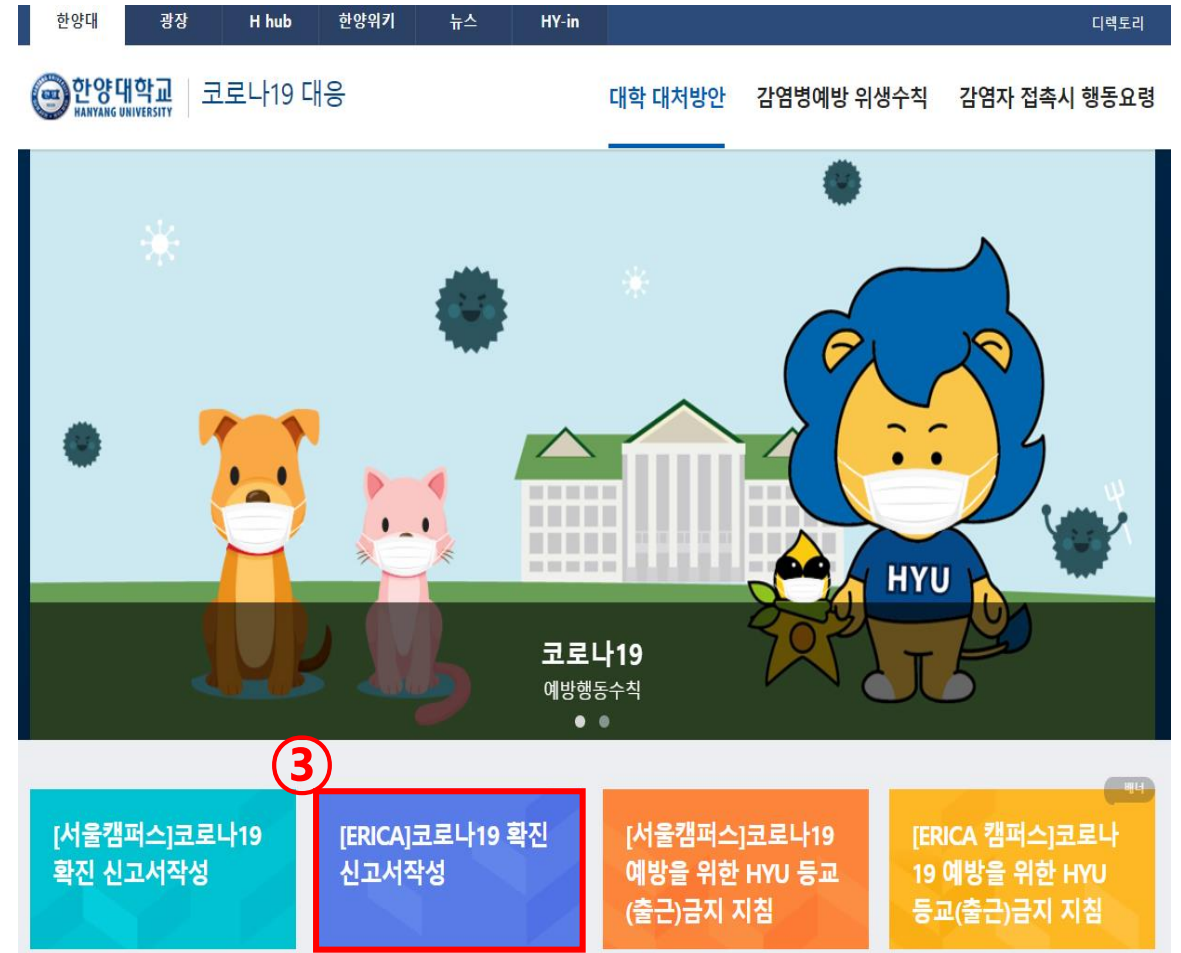 한양대 광장 H hub 한양위키 뉴스 HY-in 디렉토리
한양대학교
HANYANG UNIVERSITY
코로나19 대응
대학 대처방안 감염병예방 위생수칙 감염자 접촉시 행동요령
HYU
코로나19
예방행동수칙
③
배너
[서울캠퍼스]코로나19
확진 신고서작성
[ERICA]코로나19 확진
신고서작성
[서울캠퍼스]코로나19
예방을 위한 HYU 등교
(출근)금지 지침
[ERICA 캠퍼스]코로나
19 예방을 위한 HYU
등교(출근)금지 지침